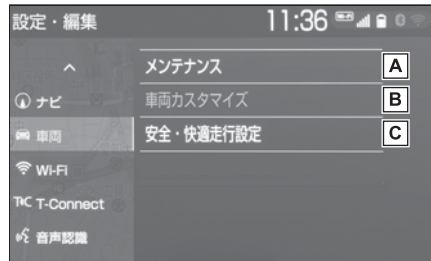 設定・編集 11:36
メンテナンス A
ナビ
車両カスタマイズ B
車両
安全・快適走行設定 C
Wi-Fi
T-Connect
音声認識